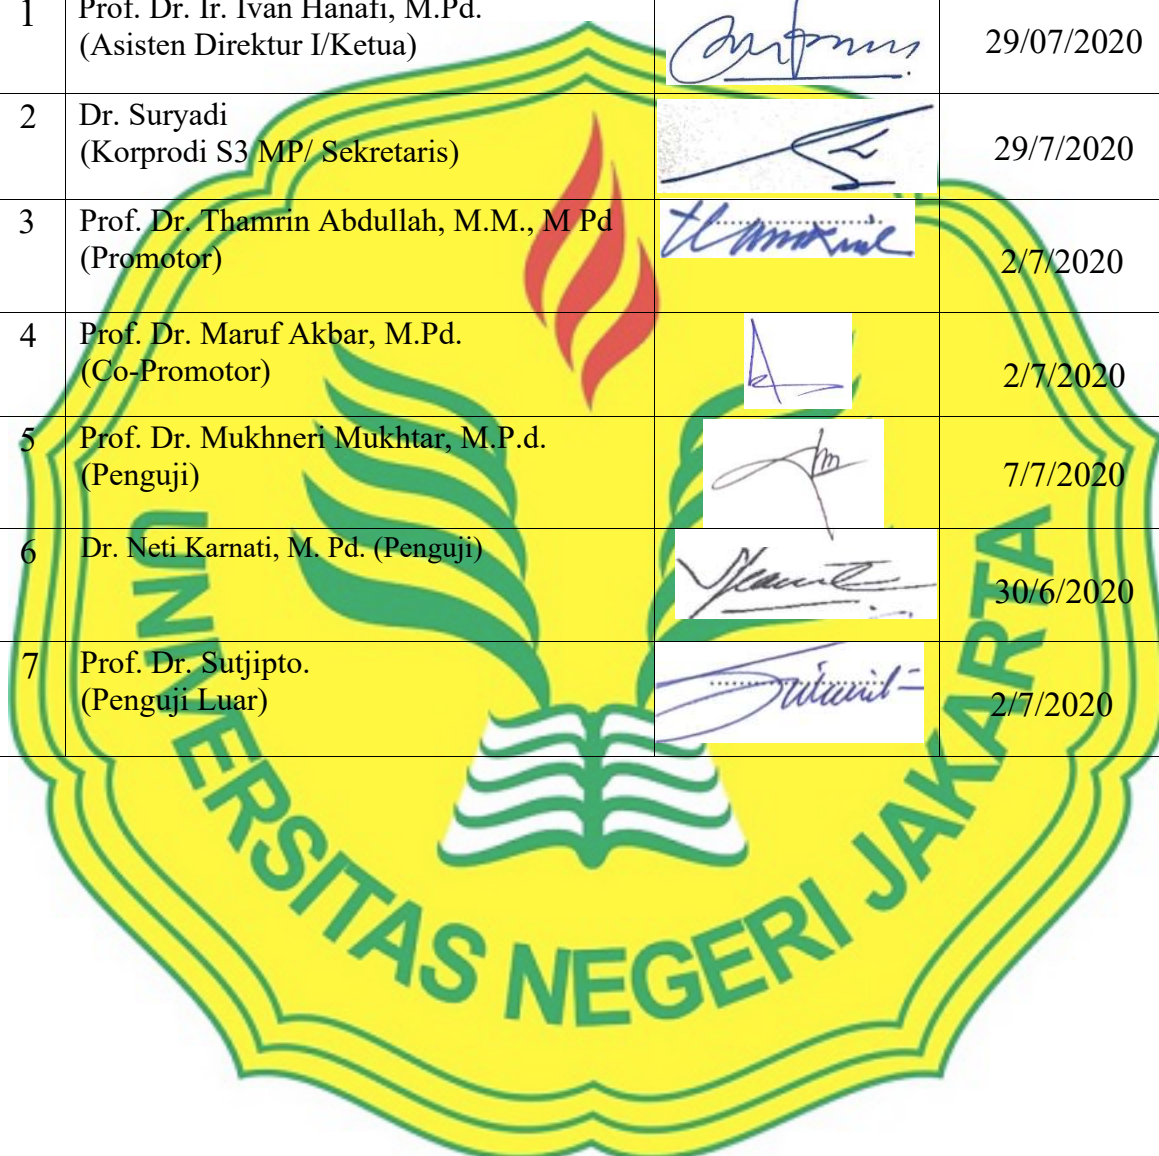 1 Prof. Dr. Ir. Ivan Hanafi, M.Pd.
(Asisten Direktur I/Ketua) 29/07/2020
2 Dr. Suryadi
(Korprodi S3 MP/ Sekretaris) 29/7/2020
3 Prof. Dr. Thamrin Abdullah, M.M., M Pd
(Promotor) 2/7/2020
4 Prof. Dr. Maruf Akbar, M.Pd.
(Co-Promotor) 2/7/2020
5 Prof. Dr. Mukhneri Mukhtar, M.P.d.
(Penguji) 7/7/2020
6 Dr. Neti Karnati, M. Pd. (Penguji)
30/6/2020
7 Prof. Dr. Sutjipto.
(Penguji Luar) 2/7/2020
UNIVERSITAS NEGERI JAKARTA